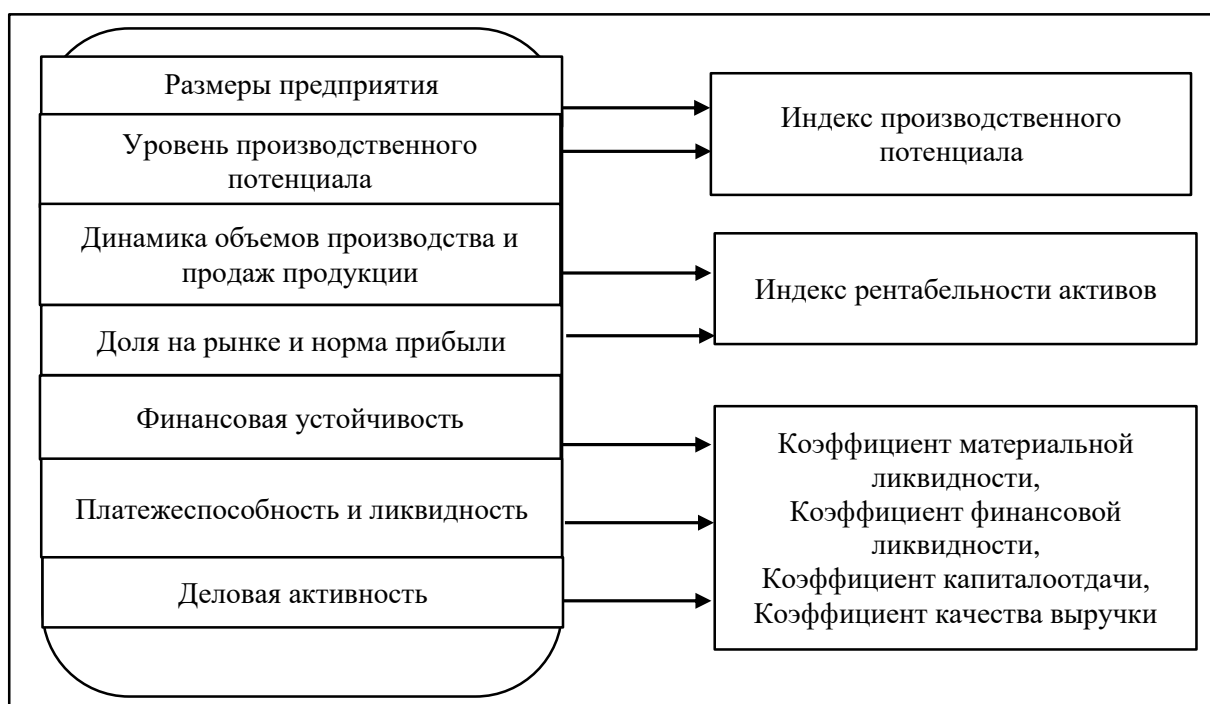 Размеры предприятия
Уровень производственного
потенциала
Динамика объемов производства и
продаж продукции
Доля на рынке и норма прибыли
Финансовая устойчивость
Платежеспособность и ликвидность
Деловая активность
Индекс производственного
потенциала
Индекс рентабельности активов
Коэффициент материальной
ликвидности,
Коэффициент финансовой
ликвидности,
Коэффициент капиталоотдачи,
Коэффициент качества выручки